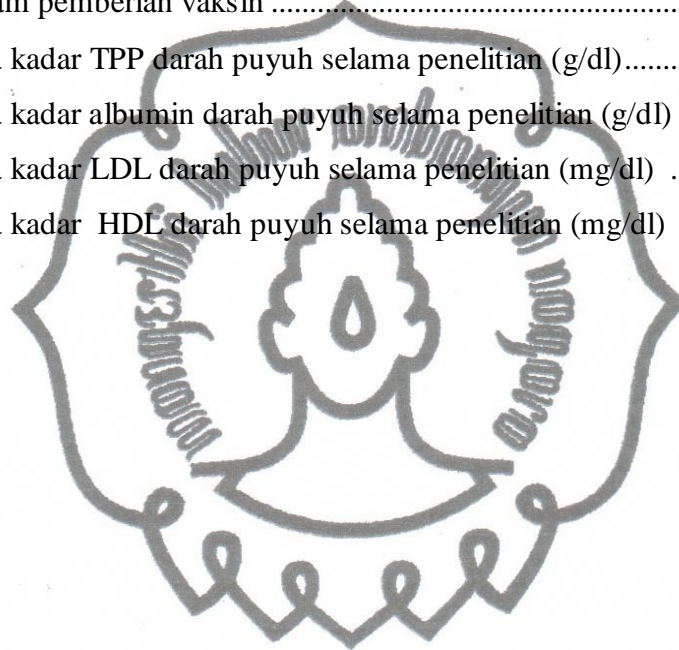 am pemberian vaksin ............................................................
a kadar TPP darah puyuh selama penelitian (g/dl).......
a kadar albumin darah puyuh selama penelitian (g/dl)
a kadar LDL darah puyuh selama penelitian (mg/dl) .
a kadar HDL darah puyuh selama penelitian (mg/dl)